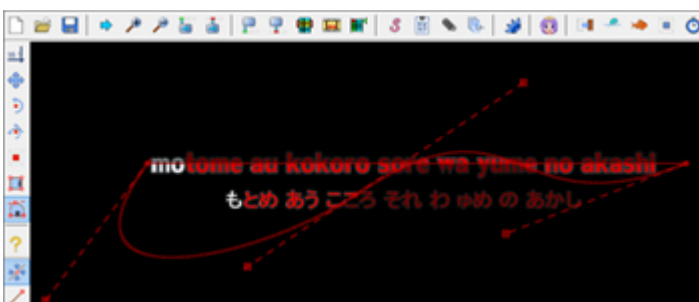 motome au kokoro sore wa yume no akashi
もとめ あう こころ それ わ ゆめ の あかし